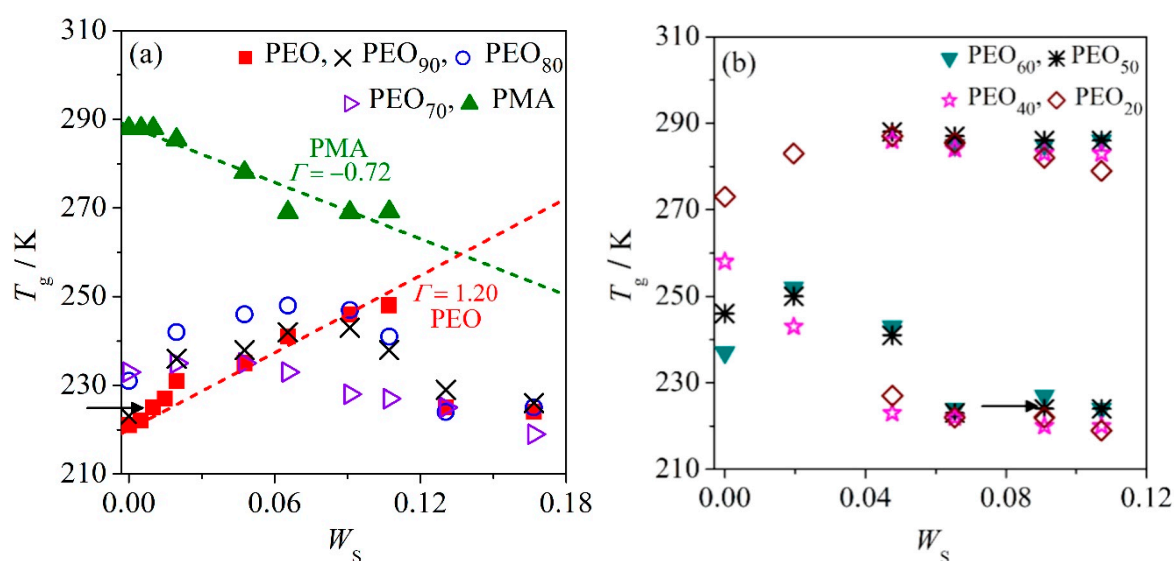 (a) PEO, PEO90, PEO80
PEO70, PMA
PMA
Γ = −0.72
Γ = 1.20
PEO
310
290
270
250
230
210
Tg / K
0.00 0.06 0.12 0.18
WS
(b) PEO60, PEO50
PEO40, PEO20
310
290
270
250
230
210
Tg / K
0.00 0.04 0.08 0.12
WS